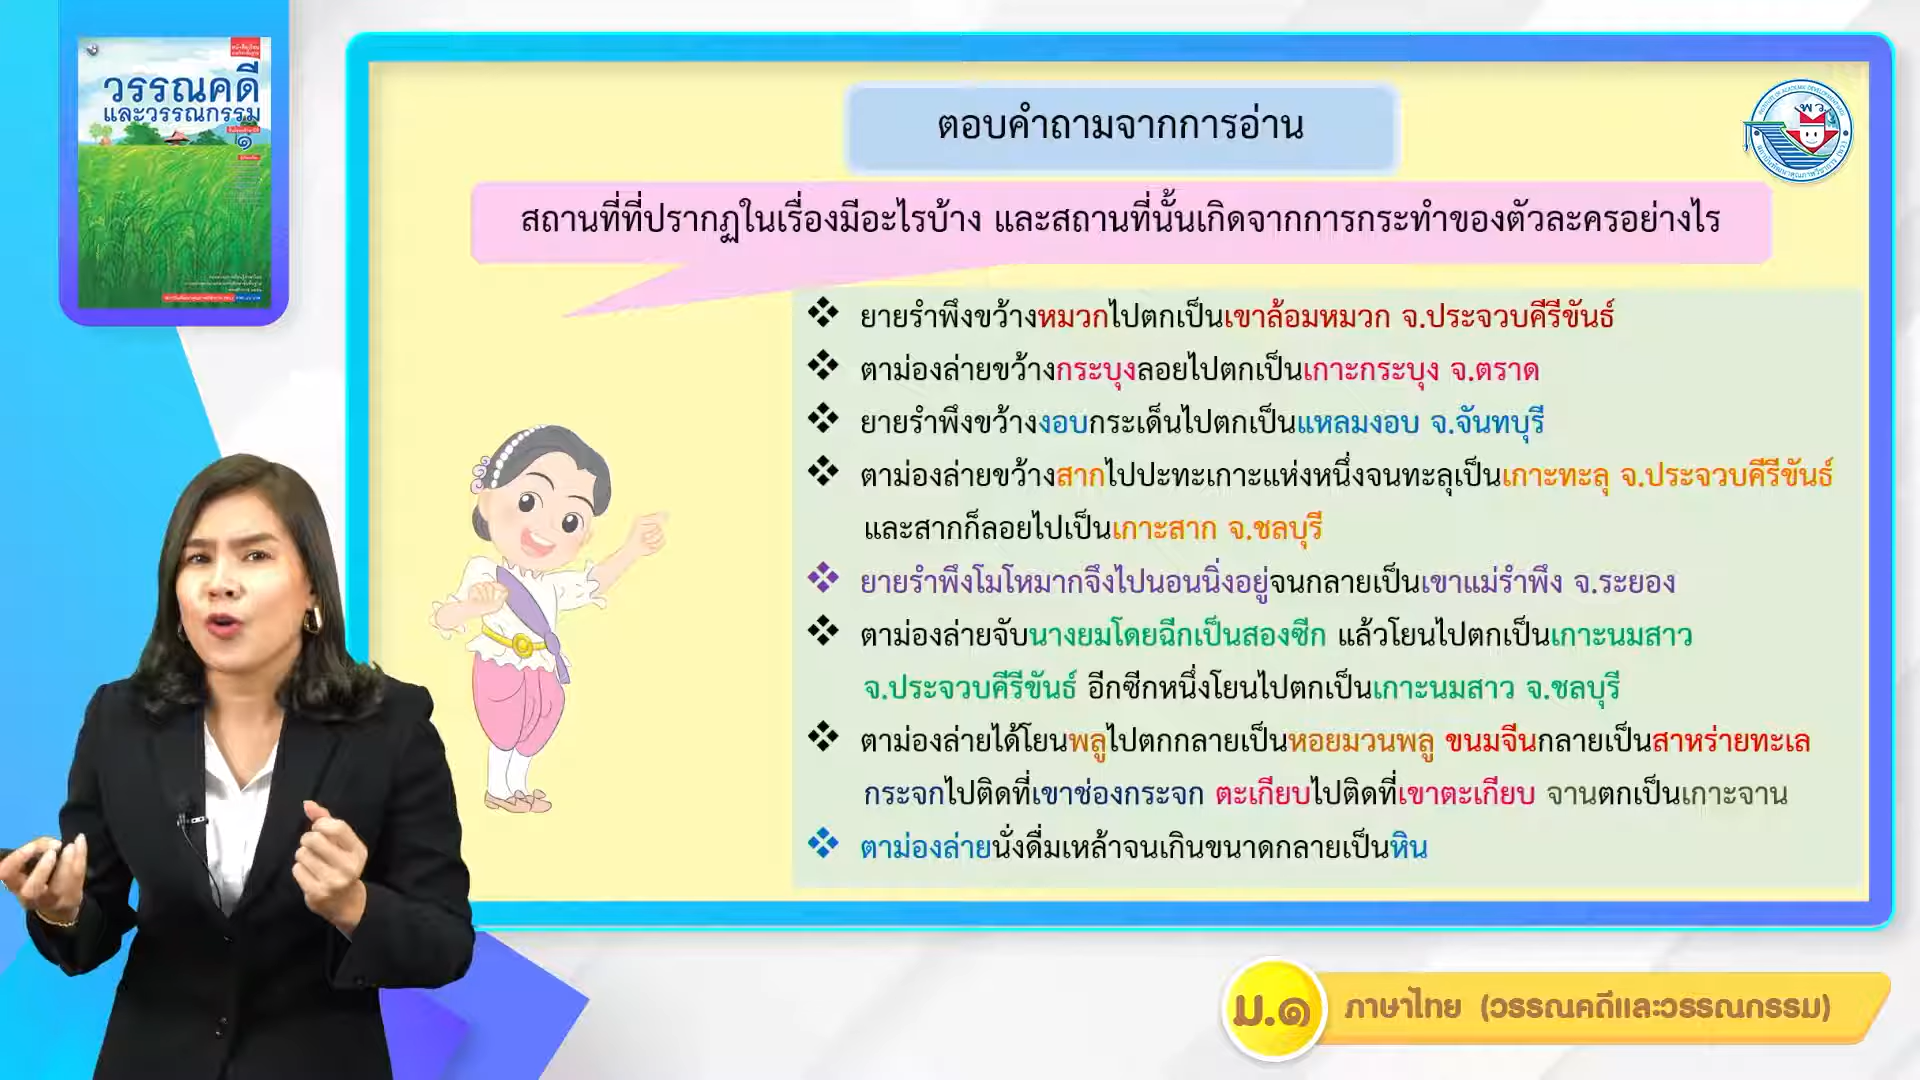 วรรณคดี
และวรรณกรรม
๑
ตอบคำถามจากการอ่าน
พว
สถานที่ที่ปรากฏในเรื่องมีอะไรบ้าง และสถานที่นั้นเกิดจากการกระทำของตัวละครอย่างไร
❖ ยายรำพึงขว้างหมวกไปตกเป็นเขาล้อมหมวก จ.ประจวบคีรีขันธ์
❖ ตาม่องล่ายขว้างกระบุงลอยไปตกเป็นเกาะกระบุง จ.ตราด
❖ ยายรำพึงขว้างงอบกระเด็นไปตกเป็นแหลมงอบ จ.จันทบุรี
❖ ตาม่องล่ายขว้างสากไปปะทะเกาะแห่งหนึ่งจนทะลุเป็นเกาะทะลุ จ.ประจวบคีรีขันธ์
และสากก็ลอยไปเป็นเกาะสาก จ.ชลบุรี
❖ ยายรำพึงโมโหมากจึงไปนอนนิ่งอยู่จนกลายเป็นเขาแม่รำพึง จ.ระยอง
❖ ตาม่องล่ายจับนางยมโดยฉีกเป็นสองซีก แล้วโยนไปตกเป็นเกาะนมสาว
จ.ประจวบคีรีขันธ์ อีกซีกหนึ่งโยนไปตกเป็นเกาะนมสาว จ.ชลบุรี
❖ ตาม่องล่ายได้โยนพลูไปตกกลายเป็นหอยมวนพลู ขนมจีนกลายเป็นสาหร่ายทะเล
กระจกไปติดที่เขาช่องกระจก ตะเกียบไปติดที่เขาตะเกียบ จานตกเป็นเกาะจาน
❖ ตาม่องล่ายนั่งดื่มเหล้าจนเกินขนาดกลายเป็นหิน
ม.๑ ภาษาไทย (วรรณคดีและวรรณกรรม)